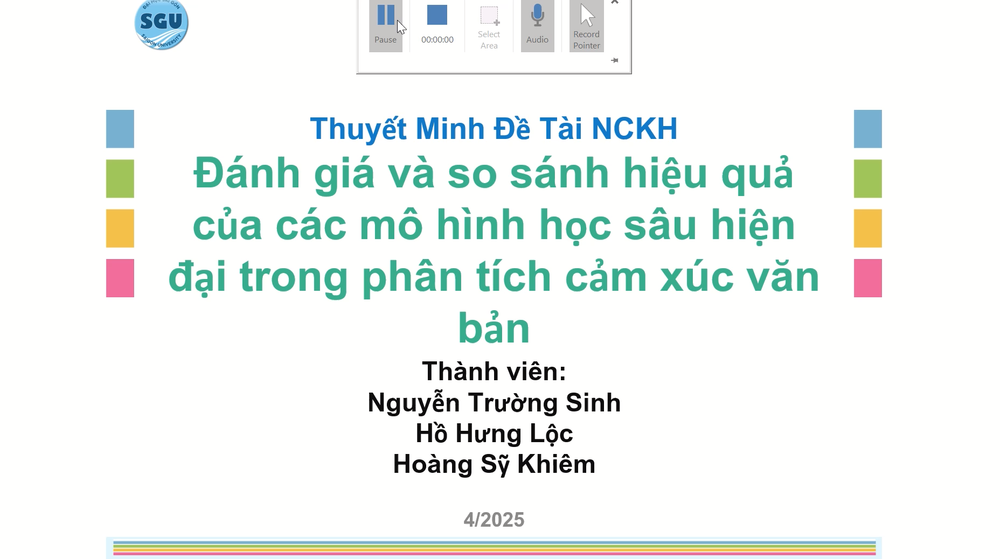 ĐẠI HỌC SÀI GÒN
SGU
SAIGON UNIVERSITY
Pause
00:00:00
Select
Area
Audio
Record
Pointer
Thuyết Minh Đề Tài NCKH
Đánh giá và so sánh hiệu quả
của các mô hình học sâu hiện
đại trong phân tích cảm xúc văn
bản
Thành viên:
Nguyễn Trường Sinh
Hồ Hưng Lộc
Hoàng Sỹ Khiêm
4/2025